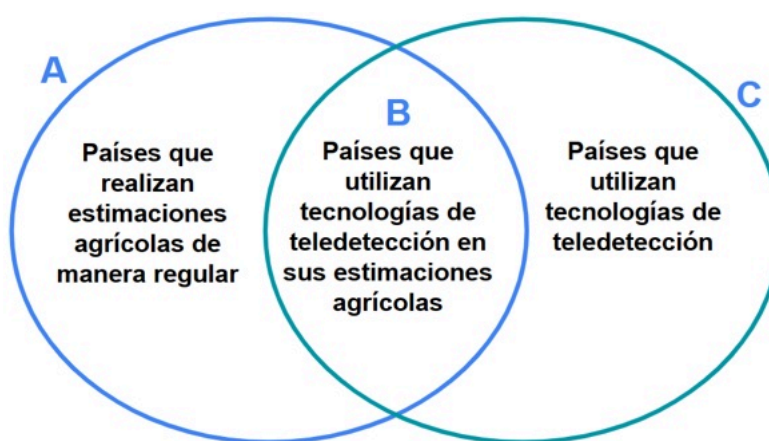 A
B
C
Países que
realizan
estimaciones
agrícolas de
manera regular
Países que
utilizan
tecnologías de
teledetección en
sus estimaciones
agrícolas
Países que
utilizan
tecnologías de
teledetección